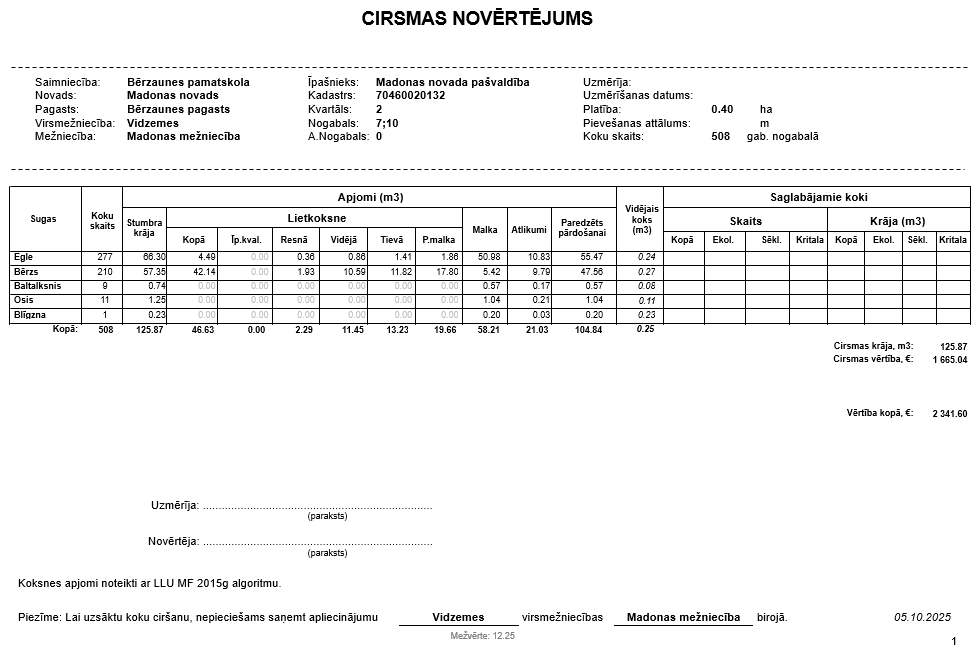 CIRSMAS NOVĒRTĒJUMS
Saimniecība: Bērzaunes pamatskola Īpašnieks: Madonas novada pašvaldība Uzmērīja:
Novads: Madonas novads Kadastrs: 70460020132 Uzmērīšanas datums:
Pagasts: Bērzaunes pagasts Kvartāls: 2 Platība: 0.40 ha
Virsmežniecība: Vidzemes Nogabals: 7;10 Pievešanas attālums: m
Mežniecība: Madonas mežniecība A.Nogabals: 0 Koku skaits: 508 gab. nogabalā
Sugas Koku skaits Apjomi (m3) Vidējais koks (m3) Saglabājamie koki
Stumbra krāja Lietkoksne Malka Atlikumi Paredzēts pārdošanai Skaits Krāja (m3)
Kopā Īp.kval. Resnā Vidējā Tievā P.malka Kopā Ekol. Sēkl. Kritala Kopā Ekol. Sēkl. Kritala
Egle 277 66.30 4.49 0.00 0.36 0.86 1.41 1.86 50.98 10.83 55.47 0.24
Bērzs 210 57.35 42.14 0.00 1.93 10.59 11.82 17.80 5.42 9.79 47.56 0.27
Baltalksnis 9 0.74 0.00 0.00 0.00 0.00 0.00 0.00 0.57 0.17 0.57 0.08
Osis 11 1.25 0.00 0.00 0.00 0.00 0.00 0.00 1.04 0.21 1.04 0.11
Blīgzna 1 0.23 0.00 0.00 0.00 0.00 0.00 0.00 0.20 0.03 0.20 0.23
Kopā: 508 125.87 46.63 0.00 2.29 11.45 13.23 19.66 58.21 21.03 104.84 0.25
Cirsmas krāja, m3: 125.87
Cirsmas vērtība, €: 1 665.04
Vērtība kopā, €: 2 341.60
Uzmērīja: ........................................................................
(paraksts)
Novērtēja: ........................................................................
(paraksts)
Koksnes apjomi noteikti ar LLU MF 2015g algoritmu.
Piezīme: Lai uzsāktu koku ciršanu, nepieciešams saņemt apliecinājumu Vidzemes virsmežniecības Madonas mežniecība birojā. 05.10.2025
Mežvērte: 12.25
1